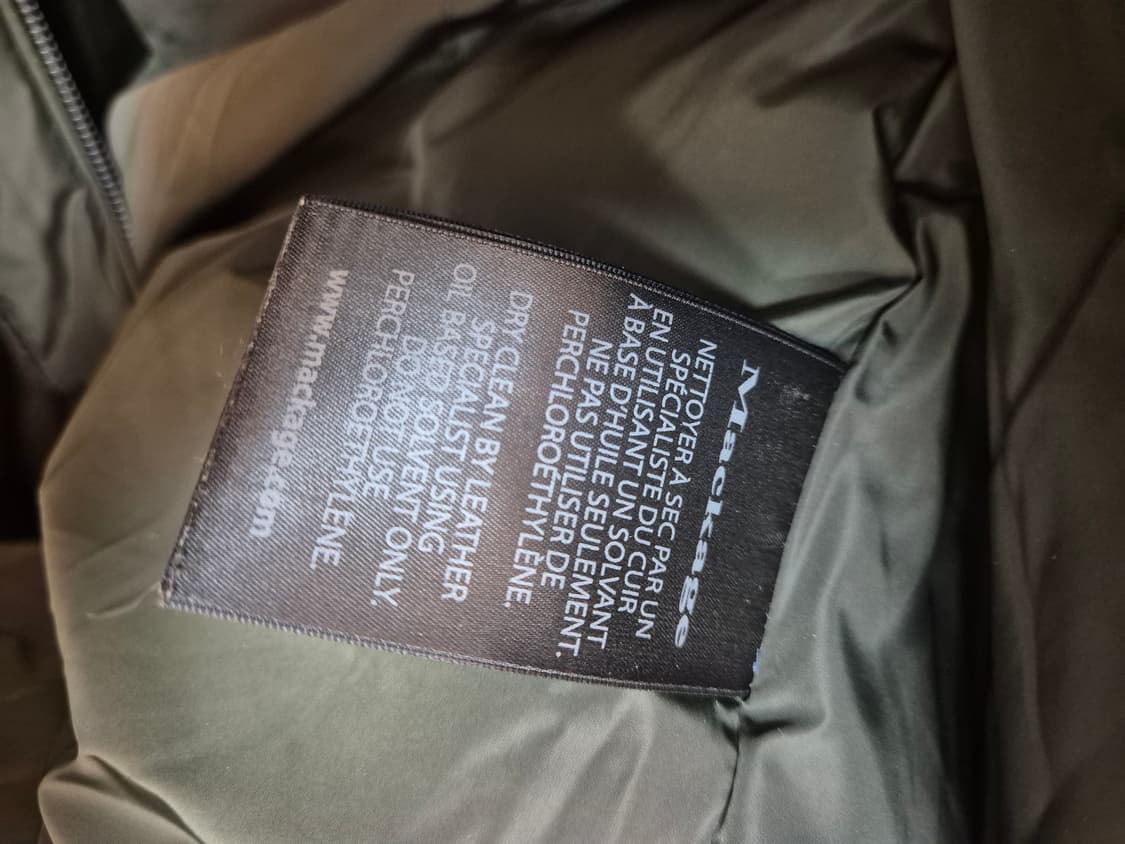 Mackage
NETTOYER A SEC PAR UN
SPÉCIALISTE DU CUIR
EN UTILISANT UN SOLVANT
A BASE D'HUILE SEULEMENT.
NE PAS UTILISER DE
PERCHLOROÉTHYLÈNE.
DRY CLEAN BY LEATHER
SPECIALIST USING
OIL BASED SOLVENT ONLY.
DO NOT USE
PERCHLOROETHYLENE.
www.mackage.com